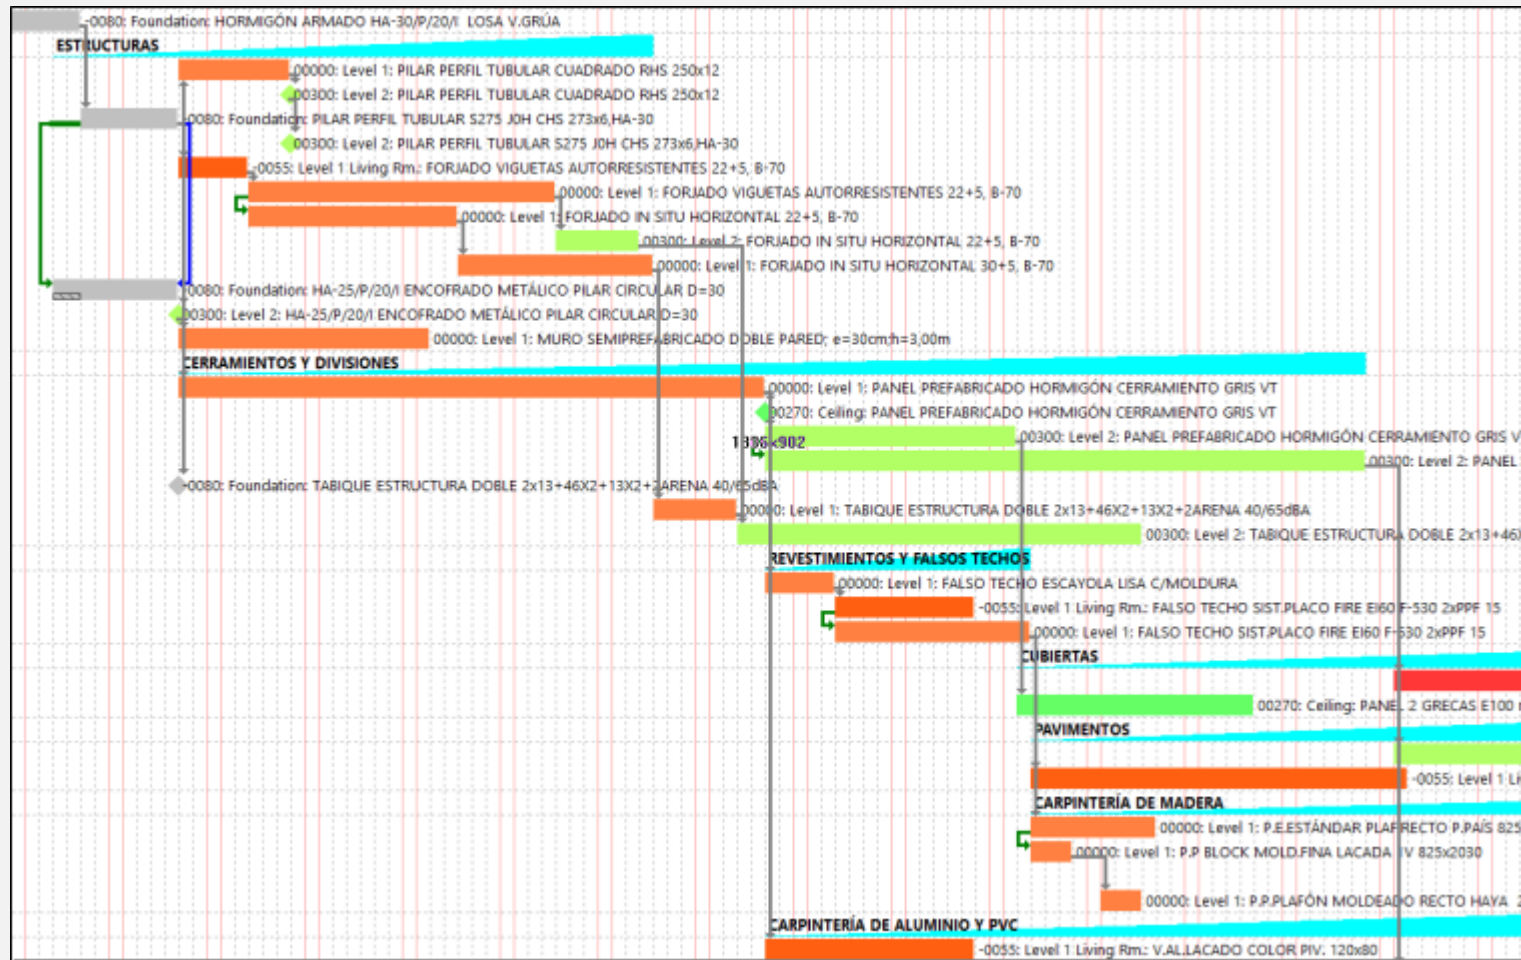 -0080: Foundation: HORMIGÓN ARMADO HA-30/P/20/I LOSA V.GRÚA
ESTRUCTURAS
00000: Level 1: PILAR PERFIL TUBULAR CUADRADO RHS 250x12
00300: Level 2: PILAR PERFIL TUBULAR CUADRADO RHS 250x12
-0080: Foundation: PILAR PERFIL TUBULAR S275 J0H CHS 273x6,HA-30
00300: Level 2: PILAR PERFIL TUBULAR S275 J0H CHS 273x6,HA-30
-0055: Level 1 Living Rm.: FORJADO VIGUETAS AUTORRESISTENTES 22+5, B-70
00000: Level 1: FORJADO VIGUETAS AUTORRESISTENTES 22+5, B-70
00000: Level 1: FORJADO IN SITU HORIZONTAL 22+5, B-70
00300: Level 2: FORJADO IN SITU HORIZONTAL 22+5, B-70
00000: Level 1: FORJADO IN SITU HORIZONTAL 30+5, B-70
-0080: Foundation: HA-25/P/20/I ENCOFRADO METÁLICO PILAR CIRCULAR D=30
00300: Level 2: HA-25/P/20/I ENCOFRADO METÁLICO PILAR CIRCULAR D=30
00000: Level 1: MURO SEMIPREFABRICADO DOBLE PARED; e=30cm;h=3,00m
CERRAMIENTOS Y DIVISIONES
00000: Level 1: PANEL PREFABRICADO HORMIGÓN CERRAMIENTO GRIS VT
00270: Ceiling: PANEL PREFABRICADO HORMIGÓN CERRAMIENTO GRIS VT
00300: Level 2: PANEL PREFABRICADO HORMIGÓN CERRAMIENTO GRIS V
00300: Level 2: PANEL
-0080: Foundation: TABIQUE ESTRUCTURA DOBLE 2x13+46X2+13X2+2ARENA 40/65dBA
00000: Level 1: TABIQUE ESTRUCTURA DOBLE 2x13+46X2+13X2+2ARENA 40/65dBA
00300: Level 2: TABIQUE ESTRUCTURA DOBLE 2x13+46X
REVESTIMIENTOS Y FALSOS TECHOS
00000: Level 1: FALSO TECHO ESCAYOLA LISA C/MOLDURA
-0055: Level 1 Living Rm.: FALSO TECHO SIST.PLACO FIRE EI60 F-530 2xPPF 15
00000: Level 1: FALSO TECHO SIST.PLACO FIRE EI60 F-530 2xPPF 15
CUBIERTAS
00270: Ceiling: PANEL 2 GRECAS E100
PAVIMENTOS
-0055: Level 1 Li
CARPINTERÍA DE MADERA
00000: Level 1: P.E.ESTÁNDAR PLAF.RECTO P.PAÍS 825
00000: Level 1: P.P BLOCK MOLD.FINA LACADA 1V 825x2030
00000: Level 1: P.P.PLAFÓN MOLDEADO RECTO HAYA
CARPINTERÍA DE ALUMINIO Y PVC
-0055: Level 1 Living Rm.: V.AL.LACADO COLOR PIV. 120x80